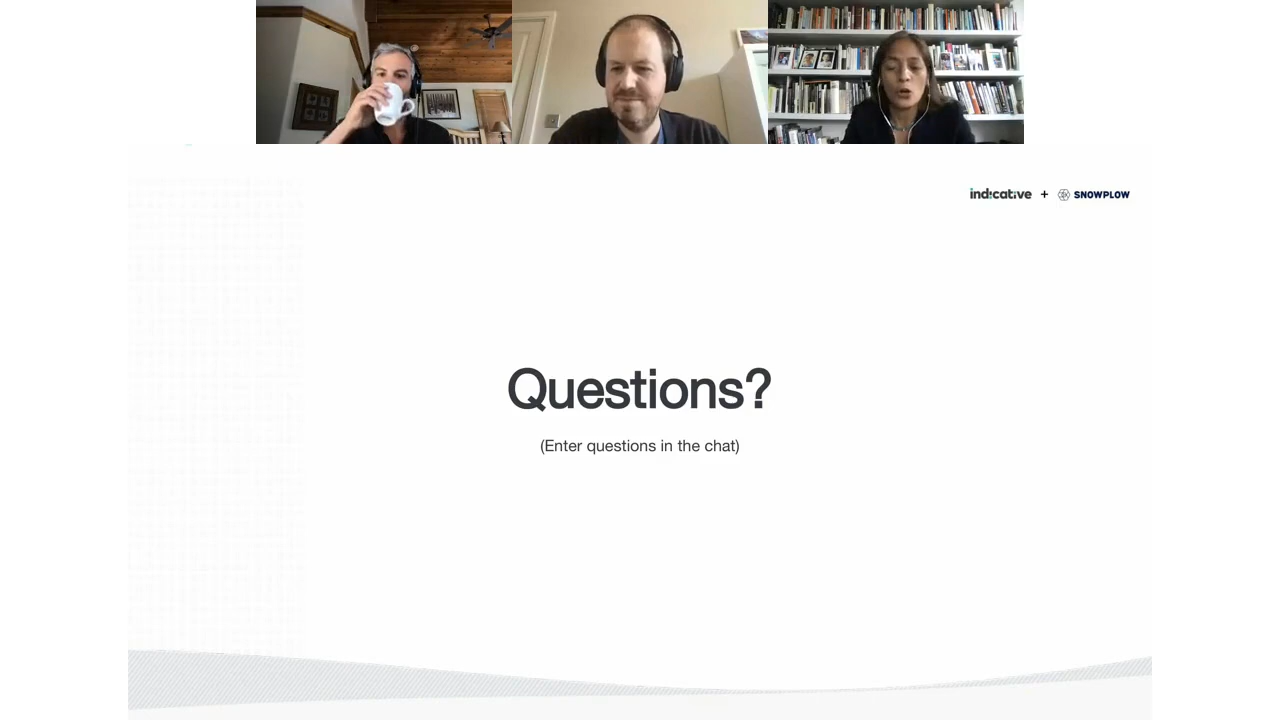 indicative + SNOWPLOW
Questions?
(Enter questions in the chat)